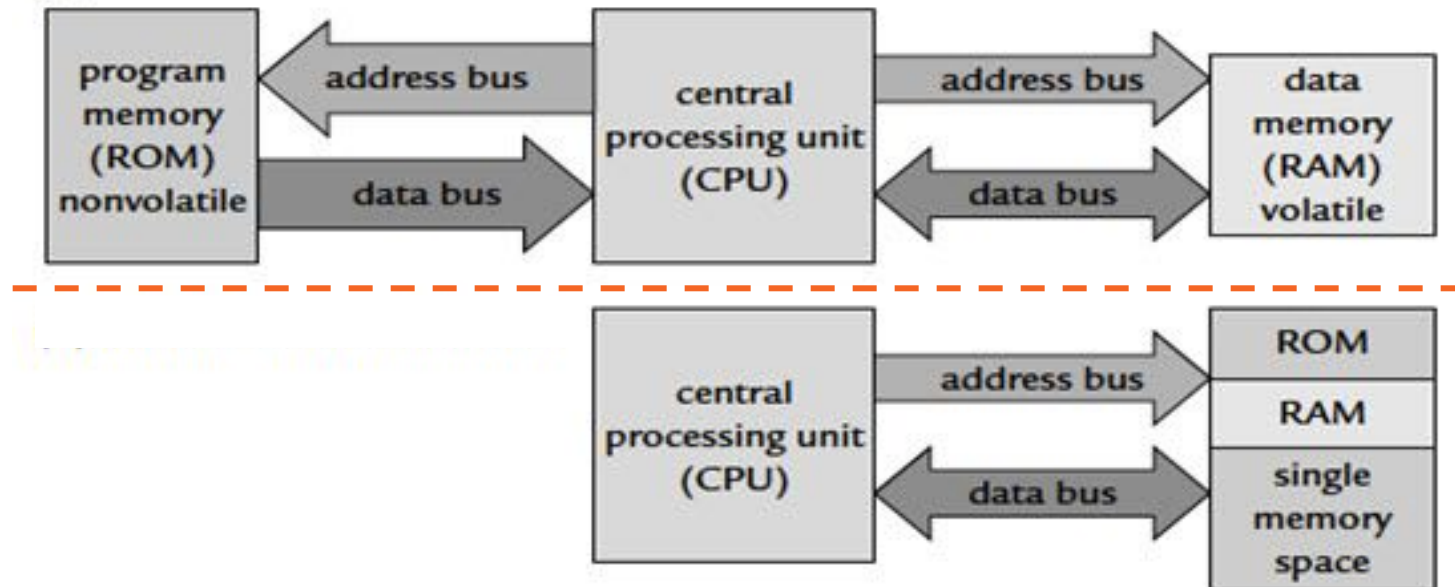 program
memory
(ROM)
nonvolatile
address bus
data bus
central
processing unit
(CPU)
address bus
data bus
data
memory
(RAM)
volatile
central
processing unit
(CPU)
address bus
data bus
ROM
RAM
single
memory
space